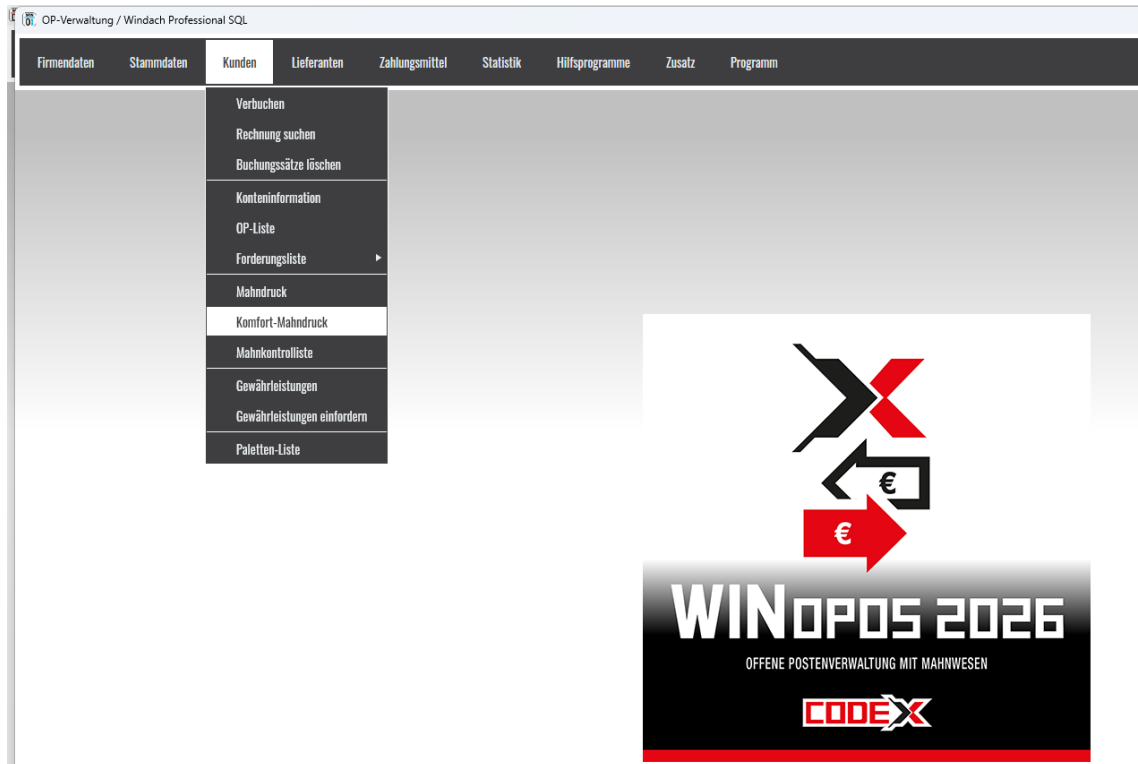 OP-Verwaltung / Windach Professional SQL
Firmendaten Stammdaten Kunden Lieferanten Zahlungsmittel Statistik Hilfsprogramme Zusatz Programm
Verbuchen
Rechnung suchen
Buchungssätze löschen
Konteninformation
OP-Liste
Forderungsliste
Mahndruck
Komfort-Mahndruck
Mahnkontrolliste
Gewährleistungen
Gewährleistungen einfordern
Paletten-Liste
€
€
WINOPOS 2026
OFFENE POSTENVERWALTUNG MIT MAHNWESEN
CODEX